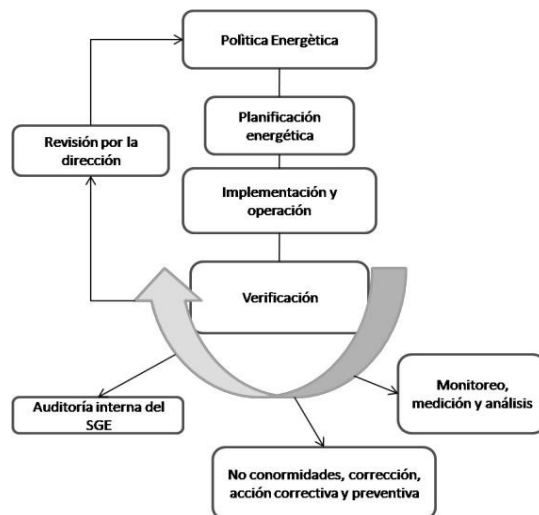 Polìtica Energètica
Planificación
energética
Revisión por la
dirección
Implementación y
operación
Verificación
Monitoreo,
medición y análisis
Auditoría interna del
SGE
No conormidades, corrección,
acción correctiva y preventiva